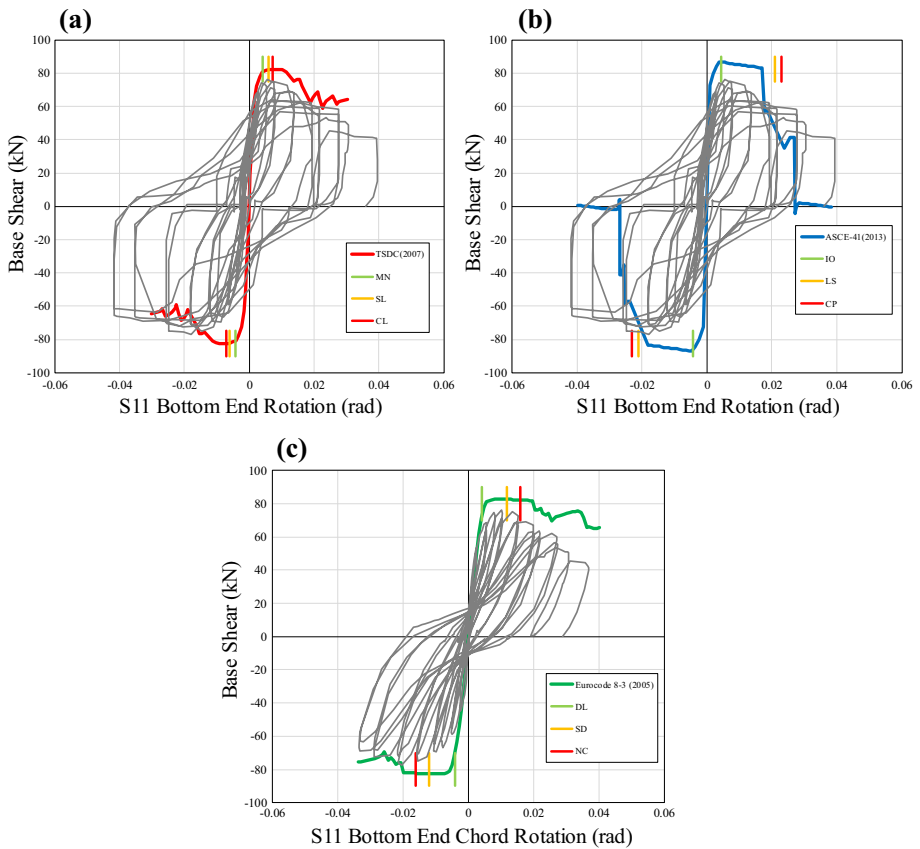 (a)
100
80
60
40
20
0
-20
-40
-60
-80
-100
-0.06 -0.04 -0.02 0 0.02 0.04 0.06
Base Shear (kN)
S11 Bottom End Rotation (rad)
TSDC(2007)
MN
SL
CL
(b)
100
80
60
40
20
0
-20
-40
-60
-80
-100
-0.06 -0.04 -0.02 0 0.02 0.04 0.06
Base Shear (kN)
S11 Bottom End Rotation (rad)
ASCE-41(2013)
IO
LS
CP
(c)
100
80
60
40
20
0
-20
-40
-60
-80
-100
-0.06 -0.04 -0.02 0 0.02 0.04 0.06
Base Shear (kN)
S11 Bottom End Chord Rotation (rad)
Eurocode 8-3 (2005)
DL
SD
NC